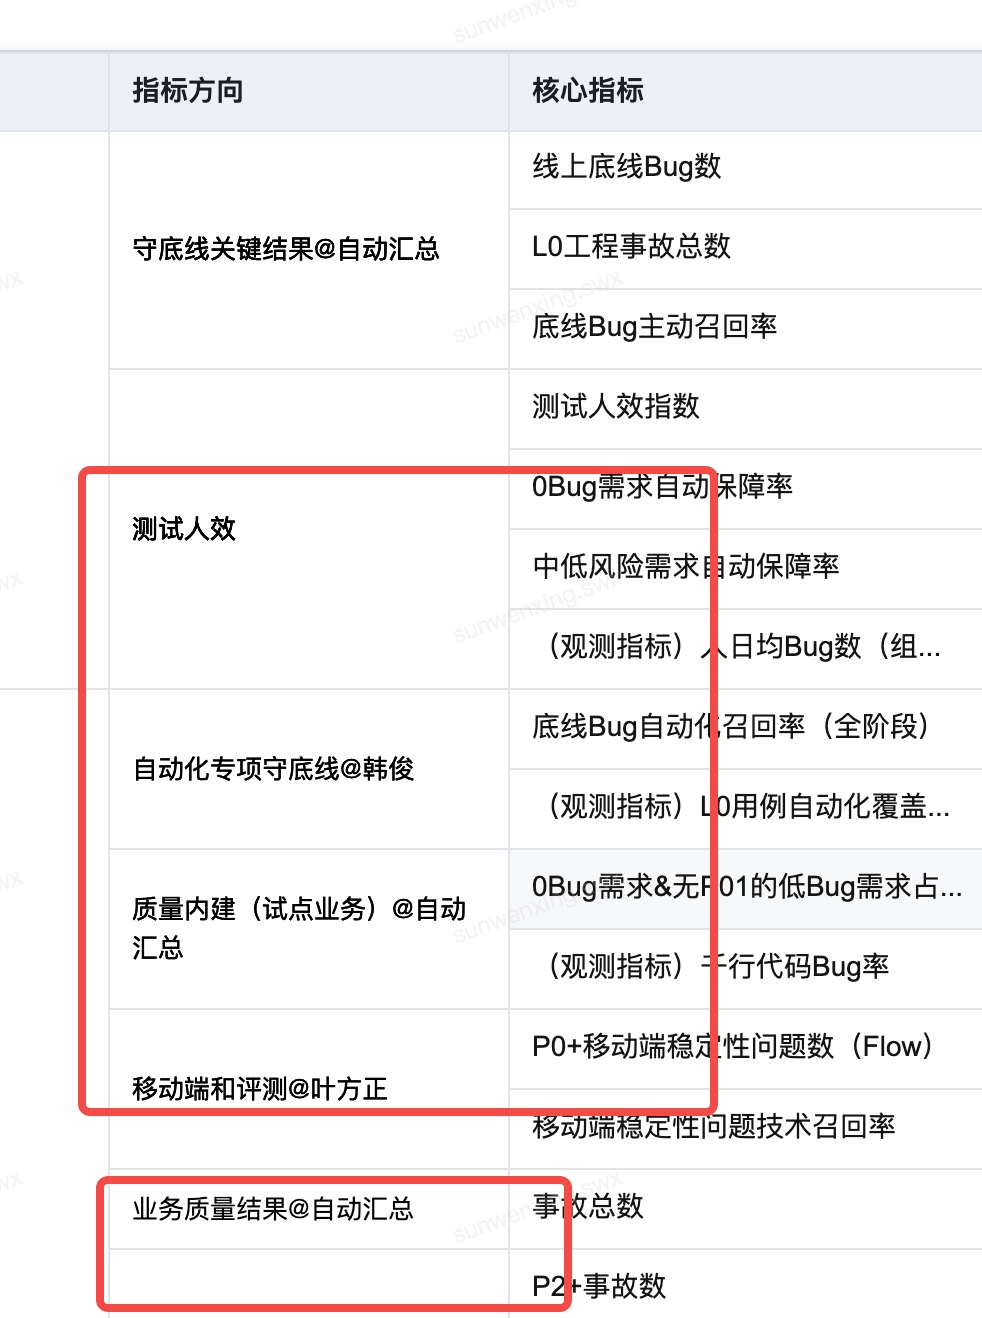 sunwenxing
指标方向
核心指标
线上底线Bug数
守底线关键结果@自动汇总
L0工程事故总数
sunwenxing.swx
底线Bug主动召回率
测试人效指数
测试人效
0Bug需求自动保障率
中低风险需求自动保障率
sunwenxing.swx
（观测指标）人日均Bug数（组...
自动化专项守底线@韩俊
底线Bug自动化召回率（全阶段）
（观测指标）L0用例自动化覆盖...
质量内建（试点业务）@自动
汇总
0Bug需求&无P01的低Bug需求占...
（观测指标）千行代码Bug率
移动端和评测@叶方正
P0+移动端稳定性问题数（Flow）
移动端稳定性问题技术召回率
业务质量结果@自动汇总
事故总数
P2+事故数